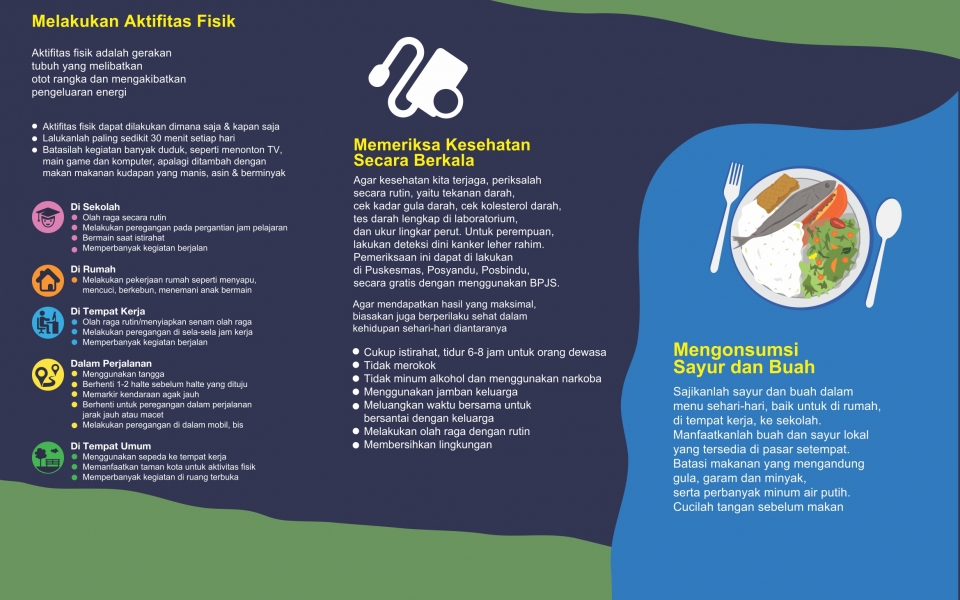 Melakukan Aktifitas Fisik
Aktifitas fisik adalah gerakan
tubuh yang melibatkan
otot rangka dan mengakibatkan
pengeluaran energi
Aktifitas fisik dapat dilakukan dimana saja & kapan saja
Lalukanlah paling sedikit 30 menit setiap hari
Batasilah kegiatan banyak duduk, seperti menonton TV,
main game dan komputer, apalagi ditambah dengan
makan makanan kudapan yang manis, asin & berminyak
Di Sekolah
Olah raga secara rutin
Melakukan peregangan pada pergantian jam pelajaran
Bermain saat istirahat
Memperbanyak kegiatan berjalan
Di Rumah
Melakukan pekerjaan rumah seperti menyapu,
mencuci, berkebun, menemani anak bermain
Di Tempat Kerja
Olah raga rutin/menyiapkan senam olah raga
Melakukan peregangan di sela-sela jam kerja
Memperbanyak kegiatan berjalan
Dalam Perjalanan
Menggunakan tangga
Berhenti 1-2 halte sebelum halte yang dituju
Memarkir kendaraan agak jauh
Berhenti untuk peregangan dalam perjalanan
jarak jauh atau macet
Melakukan peregangan di dalam mobil, bis
Di Tempat Umum
Menggunakan sepeda ke tempat kerja
Memanfaatkan taman kota untuk aktivitas fisik
Memperbanyak kegiatan di ruang terbuka
Memeriksa Kesehatan
Secara Berkala
Agar kesehatan kita terjaga, periksalah
secara rutin, yaitu tekanan darah,
cek kadar gula darah, cek kolesterol darah,
tes darah lengkap di laboratorium,
dan ukur lingkar perut. Untuk perempuan,
lakukan deteksi dini kanker leher rahim.
Pemeriksaan ini dapat di lakukan
di Puskesmas, Posyandu, Posbindu,
secara gratis dengan menggunakan BPJS.
Agar mendapatkan hasil yang maksimal,
biasakan juga berperilaku sehat dalam
kehidupan sehari-hari diantaranya
Cukup istirahat, tidur 6-8 jam untuk orang dewasa
Tidak merokok
Tidak minum alkohol dan menggunakan narkoba
Menggunakan jamban keluarga
Meluangkan waktu bersama untuk
bersantai dengan keluarga
Melakukan olah raga dengan rutin
Membersihkan lingkungan
Mengonsumsi
Sayur dan Buah
Sajikanlah sayur dan buah dalam
menu sehari-hari, baik untuk di rumah,
di tempat kerja, ke sekolah.
Manfaatkanlah buah dan sayur lokal
yang tersedia di pasar setempat.
Batasi makanan yang mengandung
gula, garam dan minyak,
serta perbanyak minum air putih.
Cucilah tangan sebelum makan